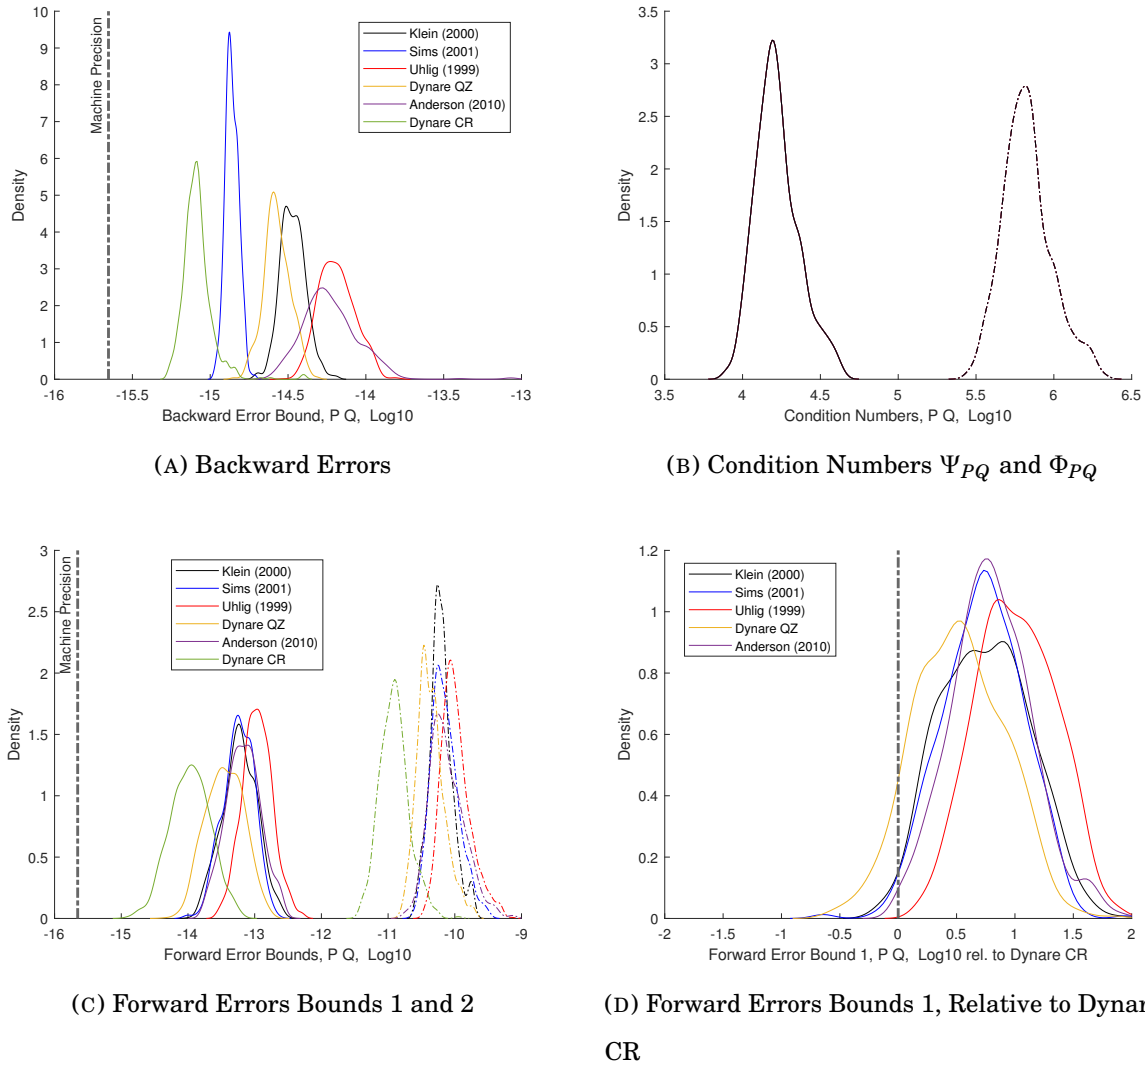 10
9
8
7
6
5
4
3
2
1
0
Density
Machine Precision
Klein (2000)
Sims (2001)
Uhlig (1999)
Dynare QZ
Anderson (2010)
Dynare CR
-16 -15.5 -15 -14.5 -14 -13.5 -13
Backward Error Bound, P Q, Log10
(A) Backward Errors
3.5
3
2.5
2
1.5
1
0.5
0
Density
3.5 4 4.5 5 5.5 6 6.5
Condition Numbers, P Q, Log10
(B) Condition Numbers Ψ_PQ and Φ_PQ
3
2.5
2
1.5
1
0.5
0
Density
Machine Precision
Klein (2000)
Sims (2001)
Uhlig (1999)
Dynare QZ
Anderson (2010)
Dynare CR
-16 -15 -14 -13 -12 -11 -10 -9
Forward Error Bounds, P Q, Log10
(C) Forward Errors Bounds 1 and 2
1.2
1
0.8
0.6
0.4
0.2
0
Density
Klein (2000)
Sims (2001)
Uhlig (1999)
Dynare QZ
Anderson (2010)
-2 -1.5 -1 -0.5 0 0.5 1 1.5 2
Forward Error Bound 1, P Q, Log10 rel. to Dynare CR
(D) Forward Errors Bounds 1, Relative to Dynar
CR